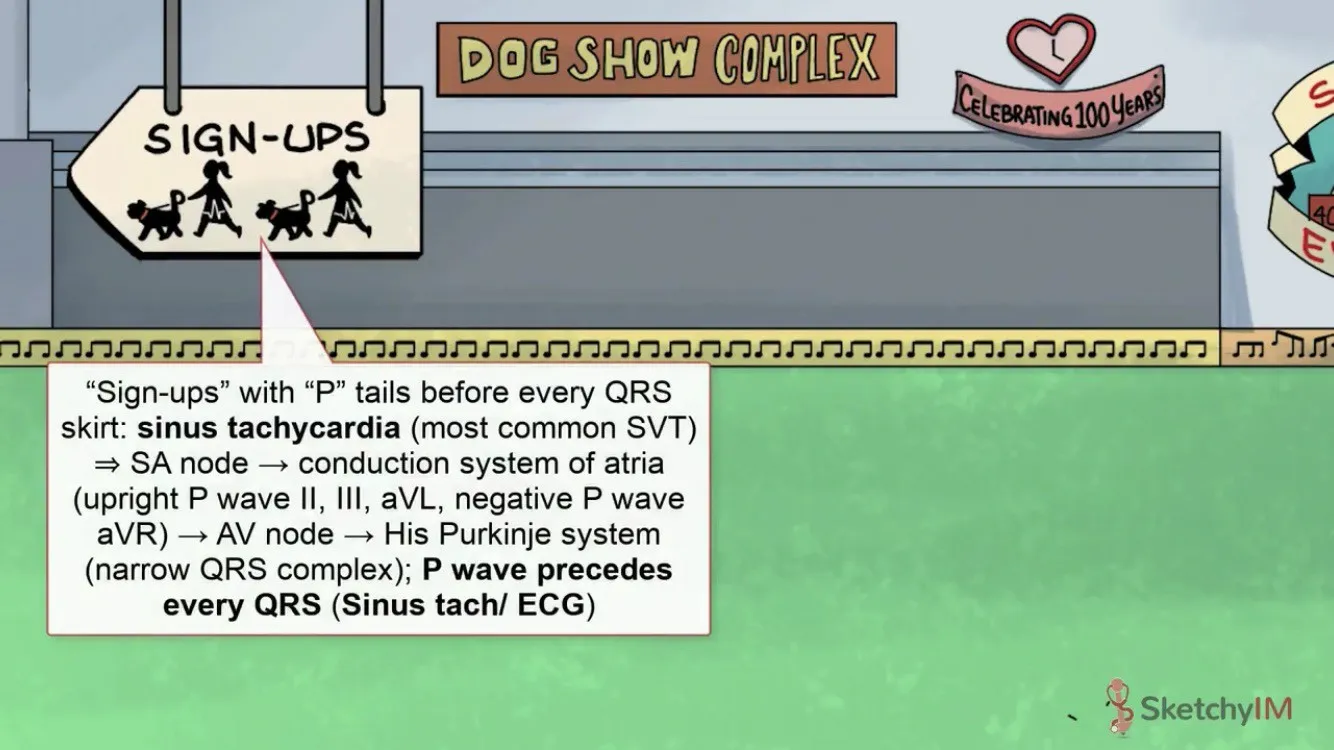 DOG SHOW COMPLEX
CELEBRATING 100 YEARS
SIGN-UPS
S
40
E
“Sign-ups” with “P” tails before every QRS
skirt: sinus tachycardia (most common SVT)
⇒ SA node → conduction system of atria
(upright P wave II, III, aVL, negative P wave
aVR) → AV node → His Purkinje system
(narrow QRS complex); P wave precedes
every QRS (Sinus tach/ ECG)
SketchyIM